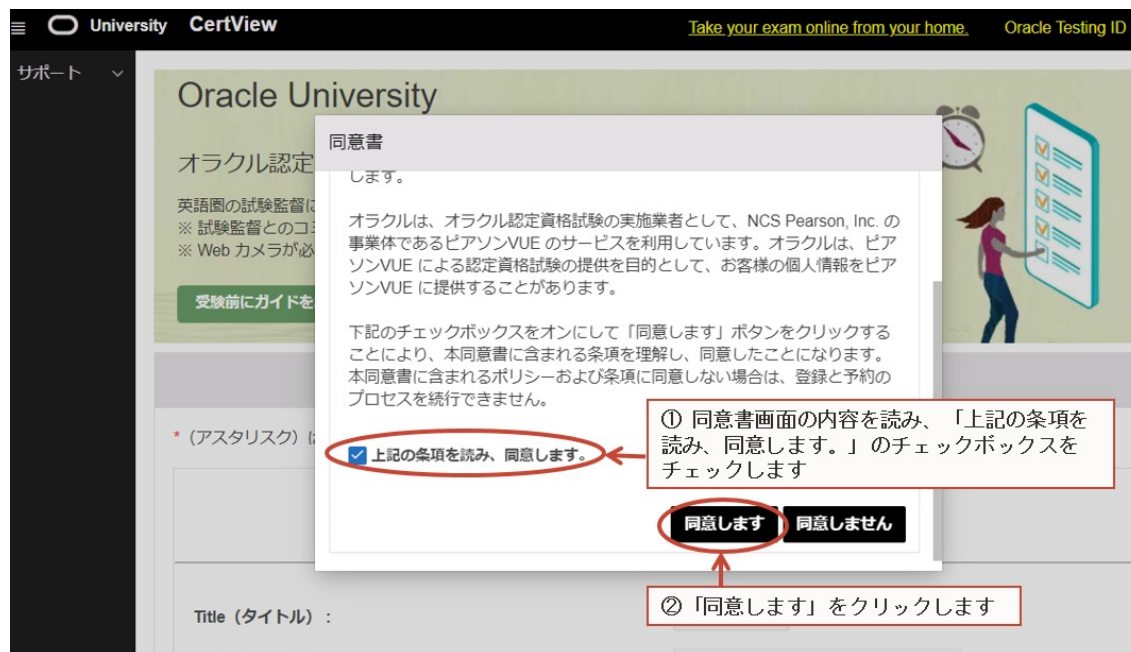 University CertView
Take your exam online from your home. Oracle Testing ID
サポート
Oracle University
同意書
オラクル認定
します。
英語圏の試験監督に
※ 試験監督とのコミ
※ Web カメラが必
オラクルは、オラクル認定資格試験の実施業者として、NCS Pearson, Inc. の
事業体であるピアソンVUE のサービスを利用しています。オラクルは、ピア
ソンVUE による認定資格試験の提供を目的として、お客様の個人情報をピア
ソンVUE に提供することがあります。
受験前にガイドを
下記のチェックボックスをオンにして「同意します」ボタンをクリックする
ことにより、本同意書に含まれる条項を理解し、同意したことになります。
本同意書に含まれるポリシーおよび条項に同意しない場合は、登録と予約の
プロセスを続行できません。
* （アスタリスク）は
上記の条項を読み、同意します。
① 同意書画面の内容を読み、「上記の条項を
読み、同意します。」のチェックボックスを
チェックします
同意します 同意しません
②「同意します」をクリックします
Title（タイトル）: